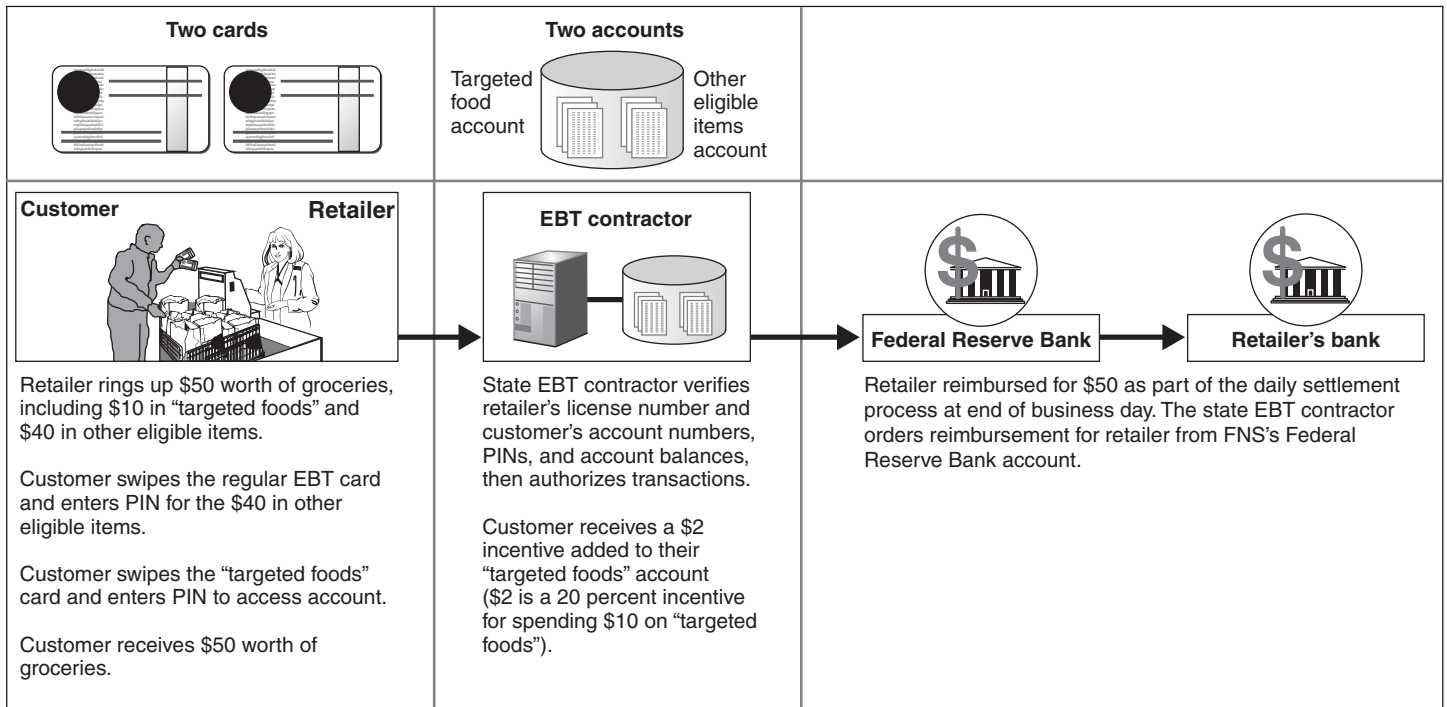 Two cards
Two accounts
Targeted
food
account
Other
eligible
items
account
Customer
Retailer
Retailer rings up $50 worth of groceries,
including $10 in “targeted foods” and
$40 in other eligible items.
Customer swipes the regular EBT card
and enters PIN for the $40 in other
eligible items.
Customer swipes the “targeted foods”
card and enters PIN to access account.
Customer receives $50 worth of
groceries.
EBT contractor
State EBT contractor verifies
retailer’s license number and
customer’s account numbers,
PINs, and account balances,
then authorizes transactions.
Customer receives a $2
incentive added to their
“targeted foods” account
($2 is a 20 percent incentive
for spending $10 on “targeted
foods”).
$
Federal Reserve Bank
$
Retailer’s bank
Retailer reimbursed for $50 as part of the daily settlement
process at end of business day. The state EBT contractor
orders reimbursement for retailer from FNS’s Federal
Reserve Bank account.